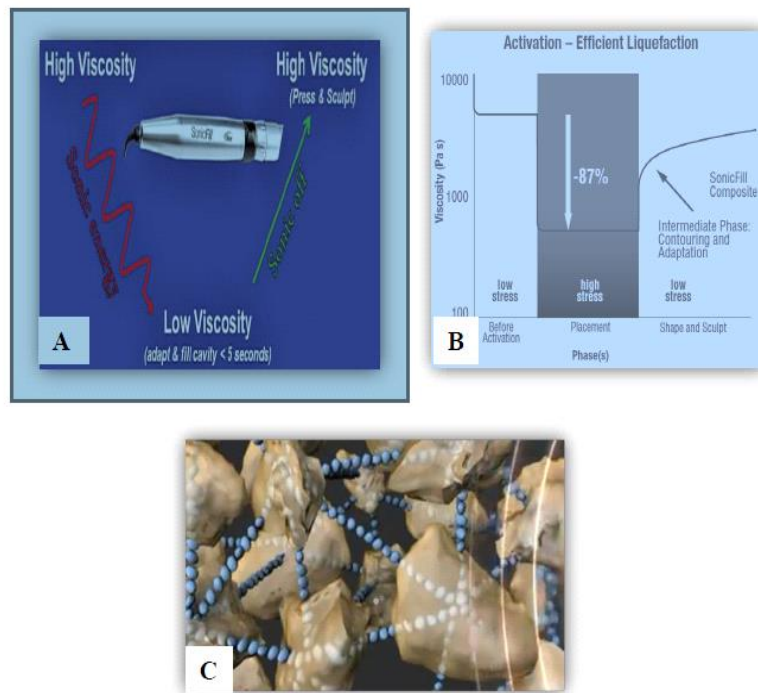 High Viscosity
High Viscosity
(Press & Sculpt)
SonicFill
Sonic energy
Sonic off
Low Viscosity
(adapt & fill cavity < 5 seconds)
A
Activation – Efficient Liquefaction
10000
1000
100
Viscosity (Pa s)
-87%
SonicFill
Composite
Intermediate Phase:
Contouring and
Adaptation
low
stress
high
stress
low
stress
Before
Activation
Placement
Shape and Sculpt
Phase(s)
B
C